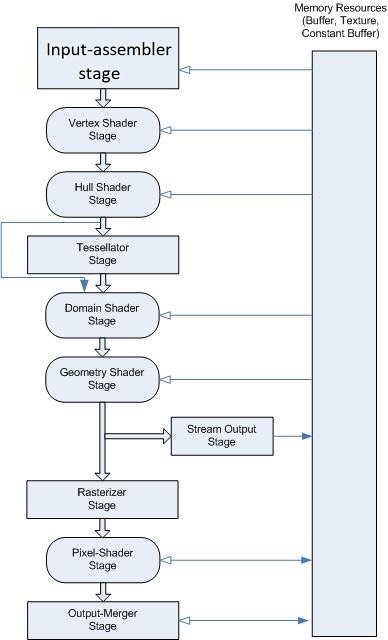 Memory Resources
(Buffer, Texture,
Constant Buffer)
Input-assembler
stage
Vertex Shader
Stage
Hull Shader
Stage
Tessellator
Stage
Domain Shader
Stage
Geometry Shader
Stage
Stream Output
Stage
Rasterizer
Stage
Pixel-Shader
Stage
Output-Merger
Stage